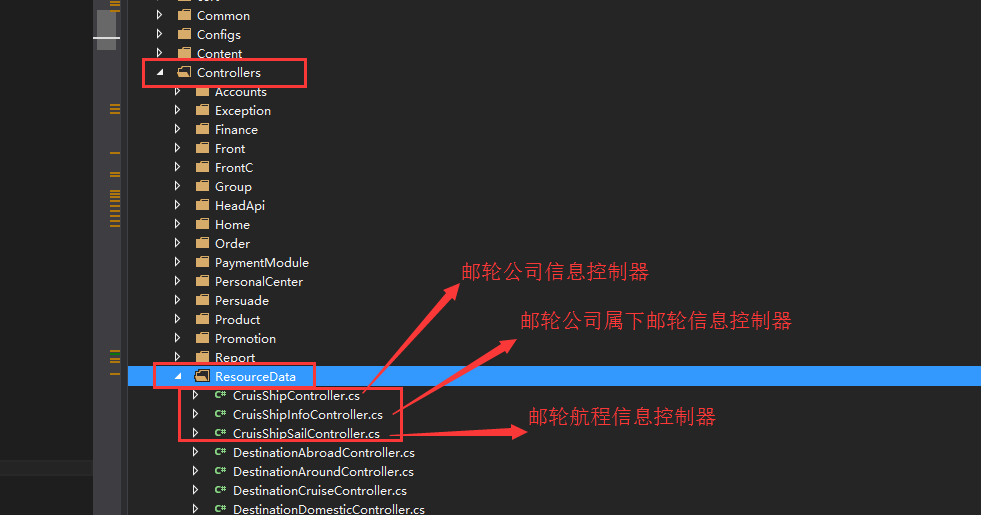 Common
Configs
Content
Controllers
Accounts
Exception
Finance
Front
FrontC
Group
HeadApi
Home
Order
PaymentModule
PersonalCenter
邮轮公司信息控制器
Persuade
Product
邮轮公司属下邮轮信息控制器
Promotion
Report
ResourceData
C# CruisShipController.cs
C# CruisShipInfoController.cs
邮轮航程信息控制器
C# CruisShipSailController.cs
C# DestinationAbroadController.cs
C# DestinationAroundController.cs
C# DestinationCruiseController.cs
C# DestinationDomesticController.cs